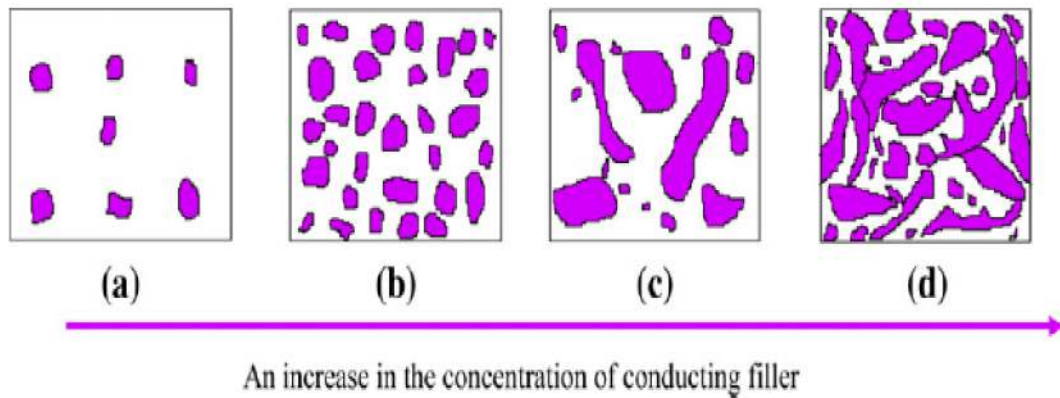 (a) (b) (c) (d)
An increase in the concentration of conducting filler